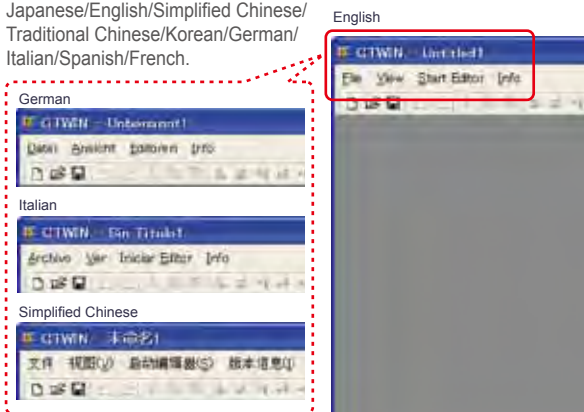 Japanese/English/Simplified Chinese/
Traditional Chinese/Korean/German/
Italian/Spanish/French.
English
GTWIN - Untitled1
File View Start Editor Info
German
GTWIN - Unbenannt1
Datei Ansicht Editoren Info
Italian
GTWIN - Sin Titulo1
Archivo Ver Iniciar Editor Info
Simplified Chinese
GTWIN - 未命名1
文件 视图(V) 启动编辑器(S) 版本信息(I)